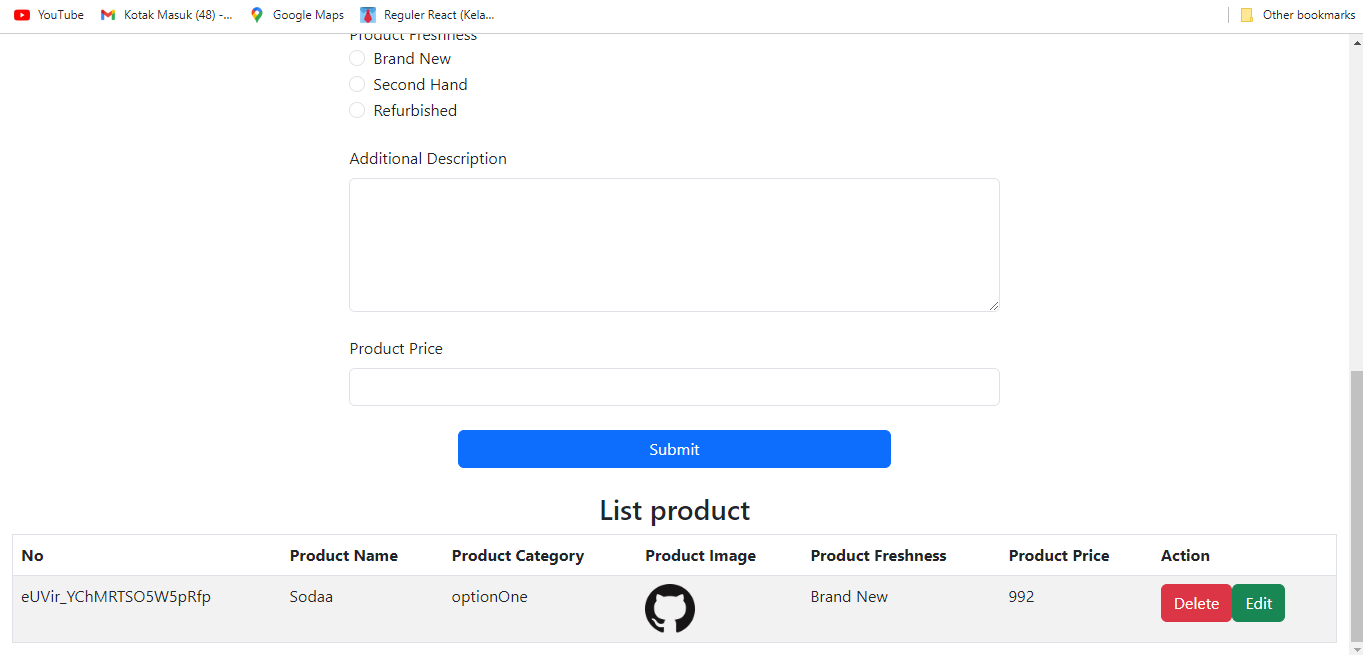 YouTube Kotak Masuk (48) -... Google Maps Reguler React (Kela... Other bookmarks
Product Freshness
Brand New
Second Hand
Refurbished
Additional Description
Product Price
Submit
List product
No Product Name Product Category Product Image Product Freshness Product Price Action
eUVir_YChMRTSO5W5pRfp Sodaa optionOne Brand New 992 Delete Edit